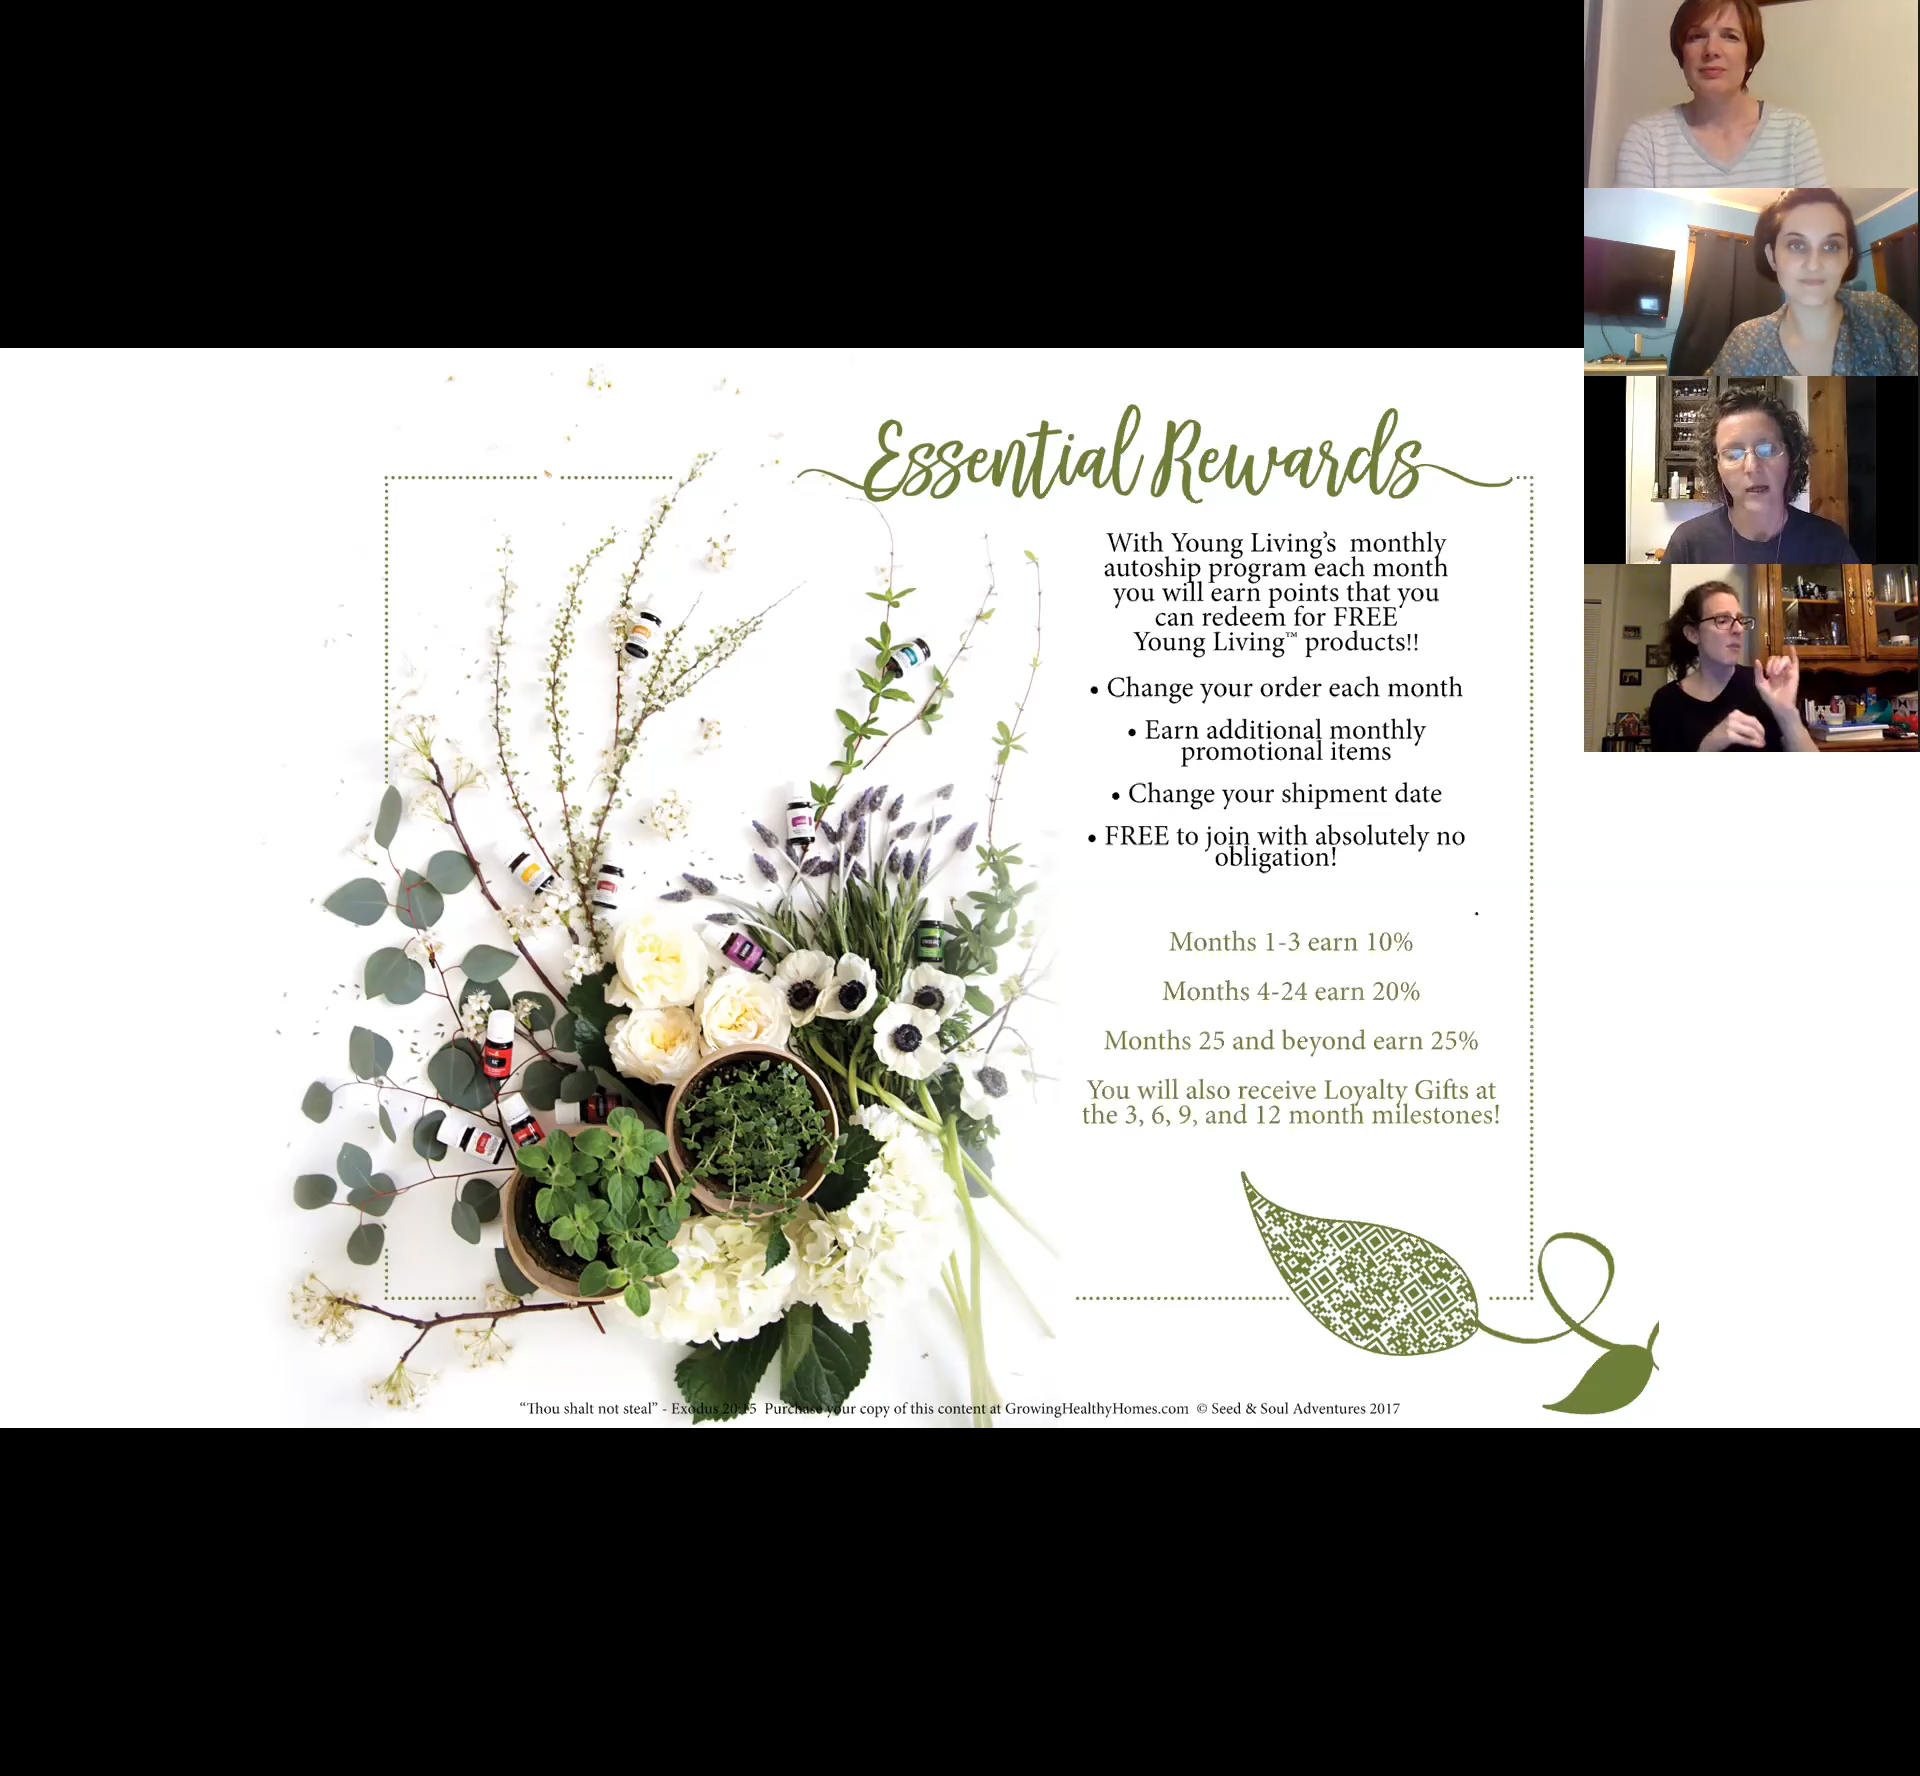 Essential Rewards
With Young Living’s monthly
autoship program each month
you will earn points that you
can redeem for FREE
Young Living™ products!!
• Change your order each month
• Earn additional monthly
promotional items
• Change your shipment date
• FREE to join with absolutely no
obligation!
Months 1-3 earn 10%
Months 4-24 earn 20%
Months 25 and beyond earn 25%
You will also receive Loyalty Gifts at
the 3, 6, 9, and 12 month milestones!
“Thou shalt not steal” - Exodus 20:15 Purchase your copy of this content at GrowingHealthyHomes.com © Seed & Soul Adventures 2017